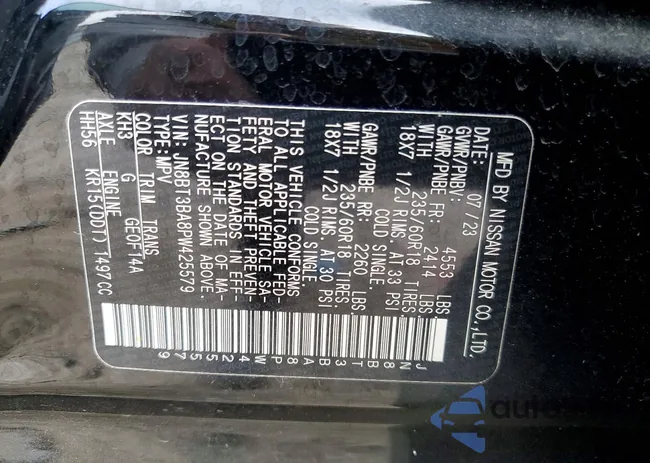 MFD BY NISSAN MOTOR CO.,LTD.
DATE: 07/23
GVWR/PNBV: 4553 LBS
GAWR/PNBE FR: 2414 LBS
WITH 235/60R18 TIRES
18X7 1/2J RIMS, AT 33 PSI
COLD SINGLE.
GAWR/PNBE RR: 2260 LBS
WITH 235/60R18 TIRES
18X7 1/2J RIMS, AT 30 PSI
COLD SINGLE.
THIS VEHICLE CONFORMS
TO ALL APPLICABLE FED-
ERAL MOTOR VEHICLE SA-
FETY AND THEFT PREVEN-
TION STANDARDS IN EFF-
ECT ON THE DATE OF MA-
NUFACTURE SHOWN ABOVE.
VIN:JN8BT3BA8PW425579
TYPE:MPV
COLOR TRIM TRANS
KH3 G GE0F14A
AXLE ENGINE
HH56 KR15(DDT) 1497CC
JN8BT3BA8PW425579